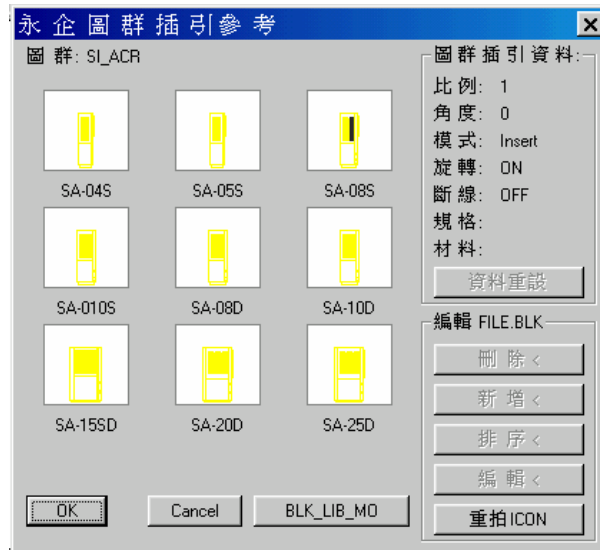 永企圖群插引參考
圖 群: SI_ACR
SA-04S SA-05S SA-08S
SA-010S SA-08D SA-10D
SA-15SD SA-20D SA-25D
OK Cancel BLK_LIB_MO
圖群插引資料:
比例: 1
角度: 0
模式: Insert
旋轉: ON
斷線: OFF
規格:
材料:
資料重設
編輯 FILE.BLK
刪 除 <
新 增 <
排 序 <
編 輯 <
重拍ICON